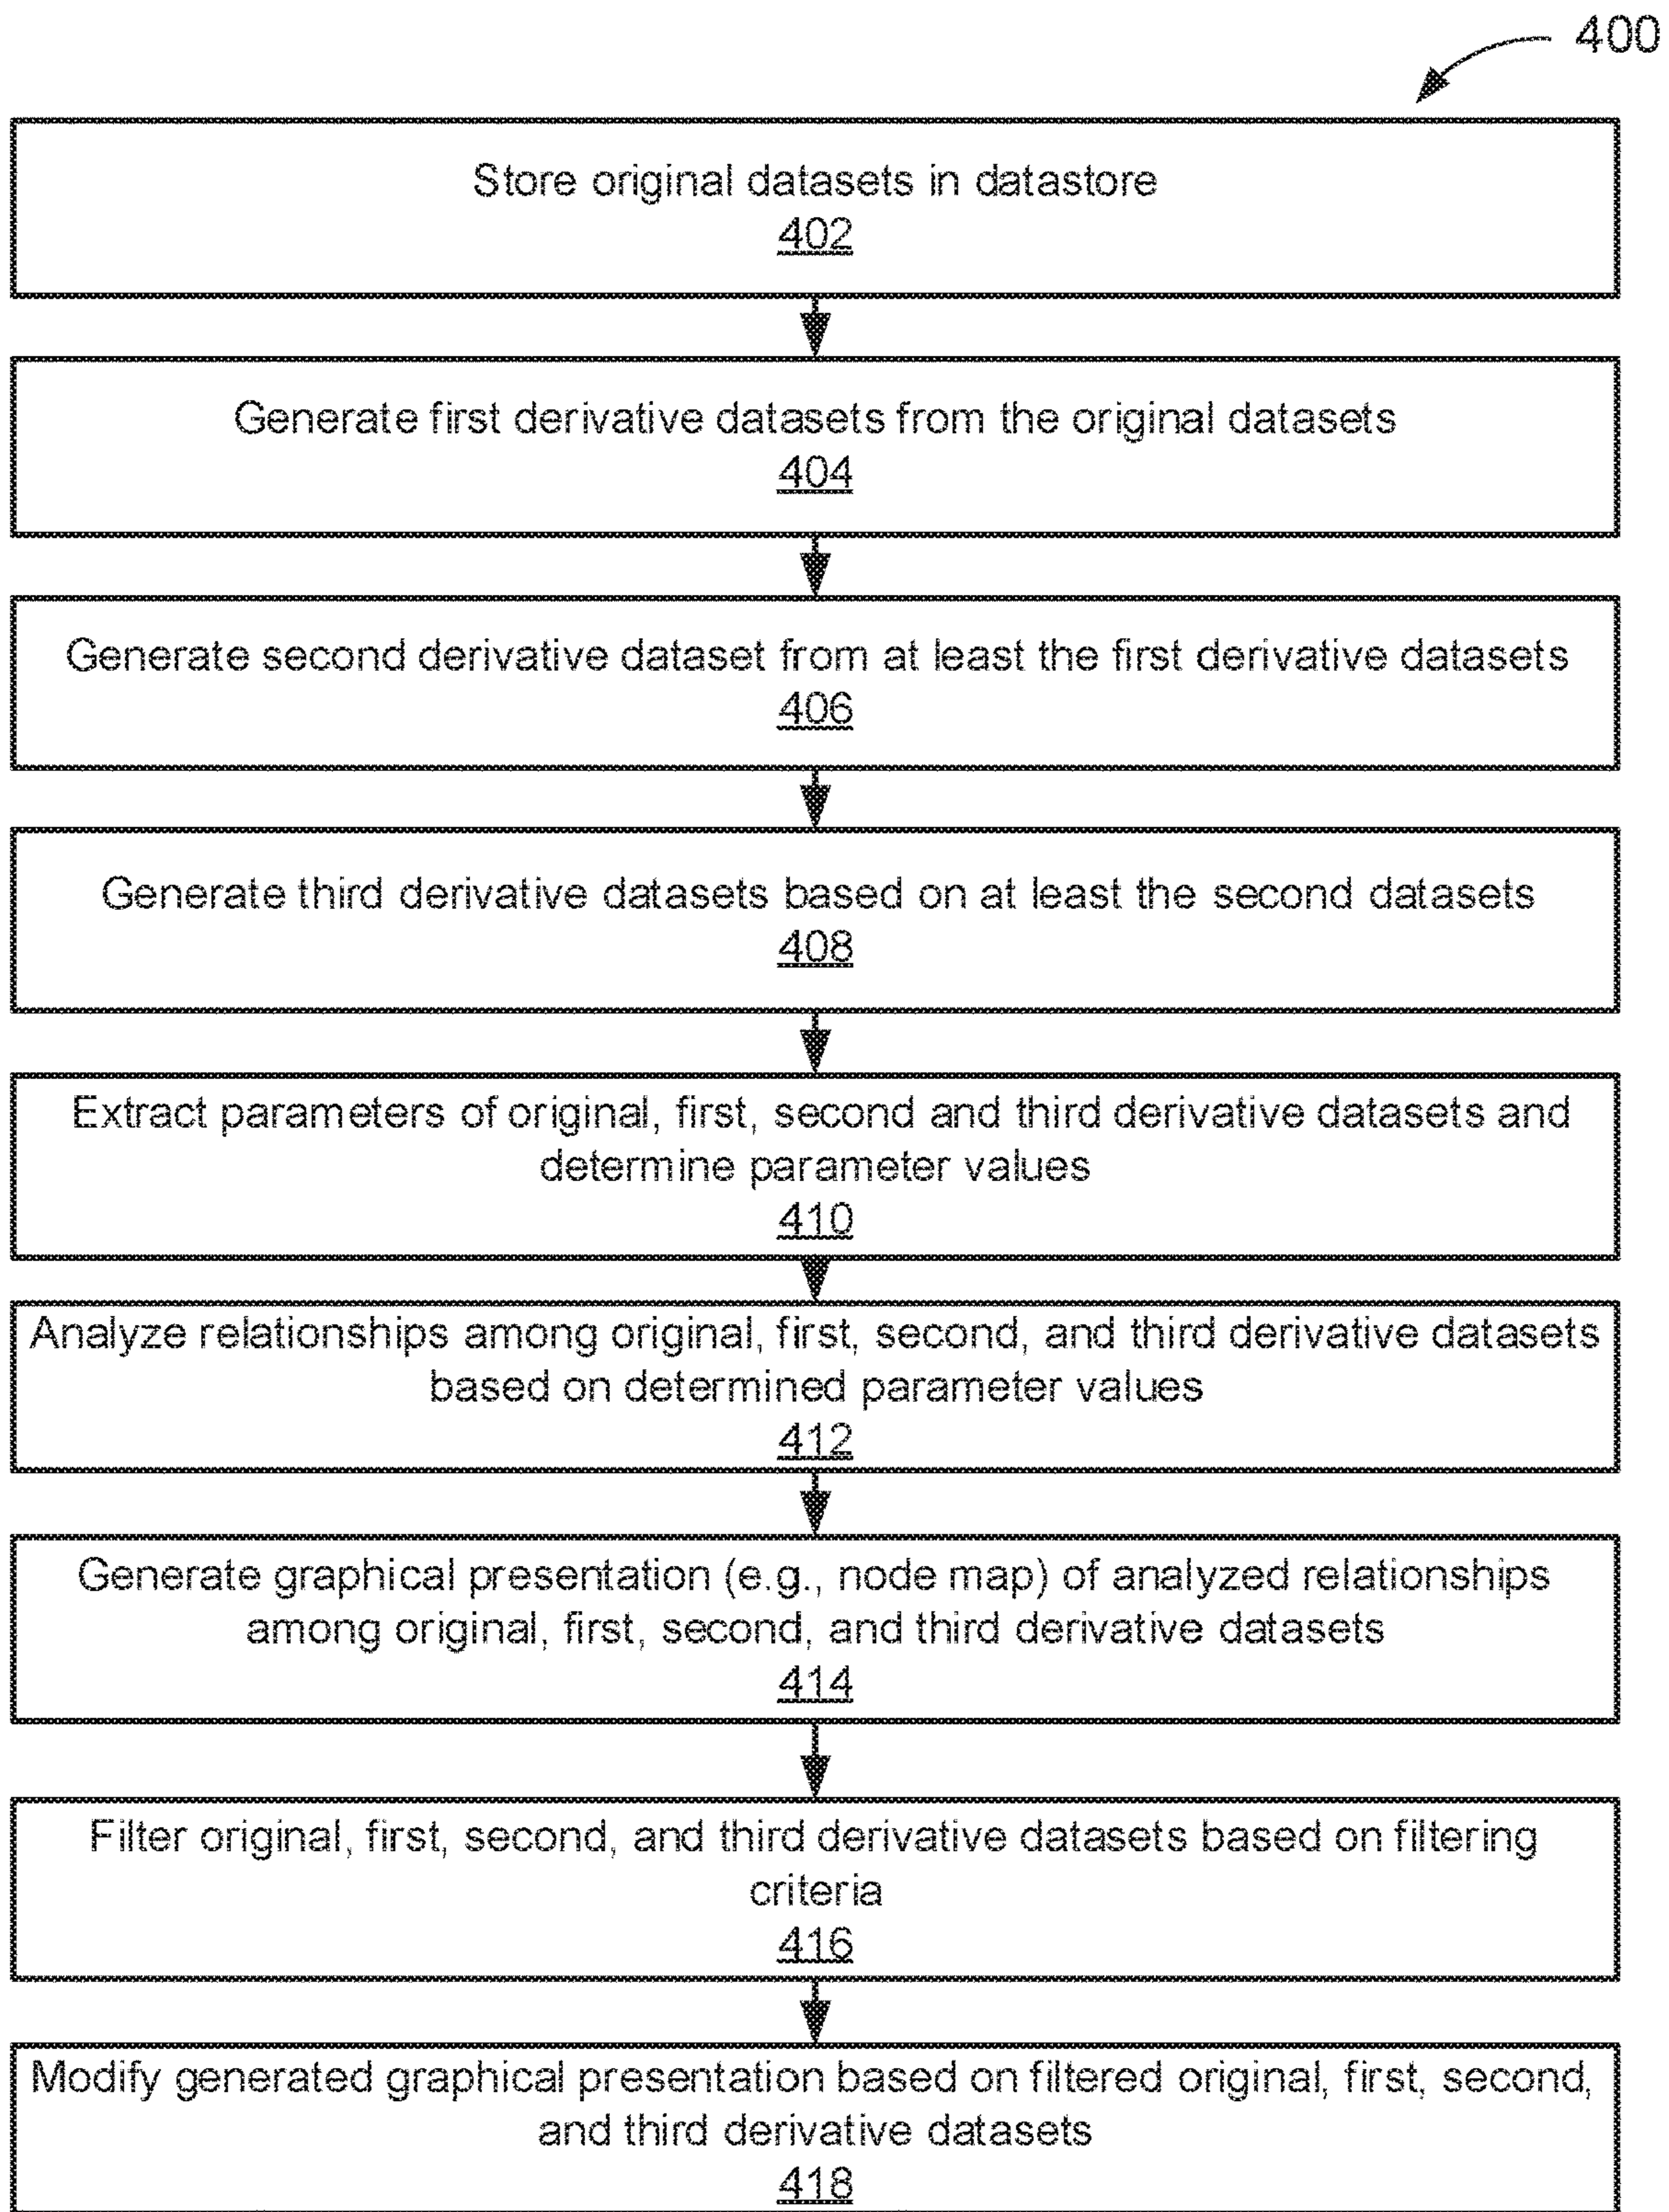 400
Store original datasets in datastore
402
Generate first derivative datasets from the original datasets
404
Generate second derivative dataset from at least the first derivative datasets
406
Generate third derivative datasets based on at least the second datasets
408
Extract parameters of original, first, second and third derivative datasets and
determine parameter values
410
Analyze relationships among original, first, second, and third derivative datasets
based on determined parameter values
412
Generate graphical presentation (e.g., node map) of analyzed relationships
among original, first, second, and third derivative datasets
414
Filter original, first, second, and third derivative datasets based on filtering
criteria
416
Modify generated graphical presentation based on filtered original, first, second,
and third derivative datasets
418